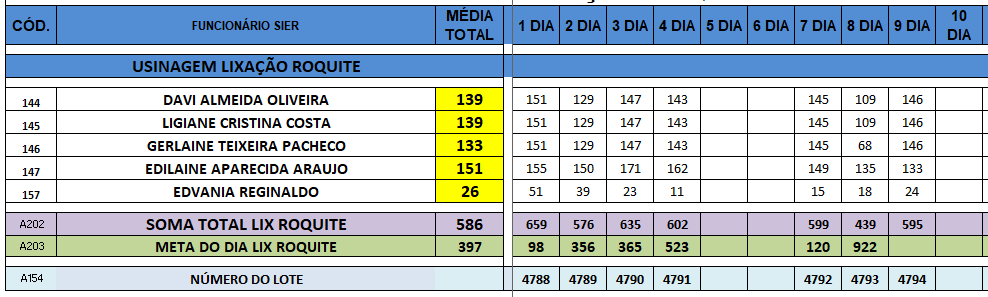 CÓD. FUNCIONÁRIO SIER MÉDIA TOTAL 1 DIA 2 DIA 3 DIA 4 DIA 5 DIA 6 DIA 7 DIA 8 DIA 9 DIA 10 DIA
USINAGEM LIXAÇÃO ROQUITE
144 DAVI ALMEIDA OLIVEIRA 139 151 129 147 143 145 109 146
145 LIGIANE CRISTINA COSTA 139 151 129 147 143 145 109 146
146 GERLAINE TEIXEIRA PACHECO 133 151 129 147 143 145 68 146
147 EDILAINE APARECIDA ARAUJO 151 155 150 171 162 149 135 133
157 EDVANIA REGINALDO 26 51 39 23 11 15 18 24
A202 SOMA TOTAL LIX ROQUITE 586 659 576 635 602 599 439 595
A203 META DO DIA LIX ROQUITE 397 98 356 365 523 120 922
A154 NÚMERO DO LOTE 4788 4789 4790 4791 4792 4793 4794